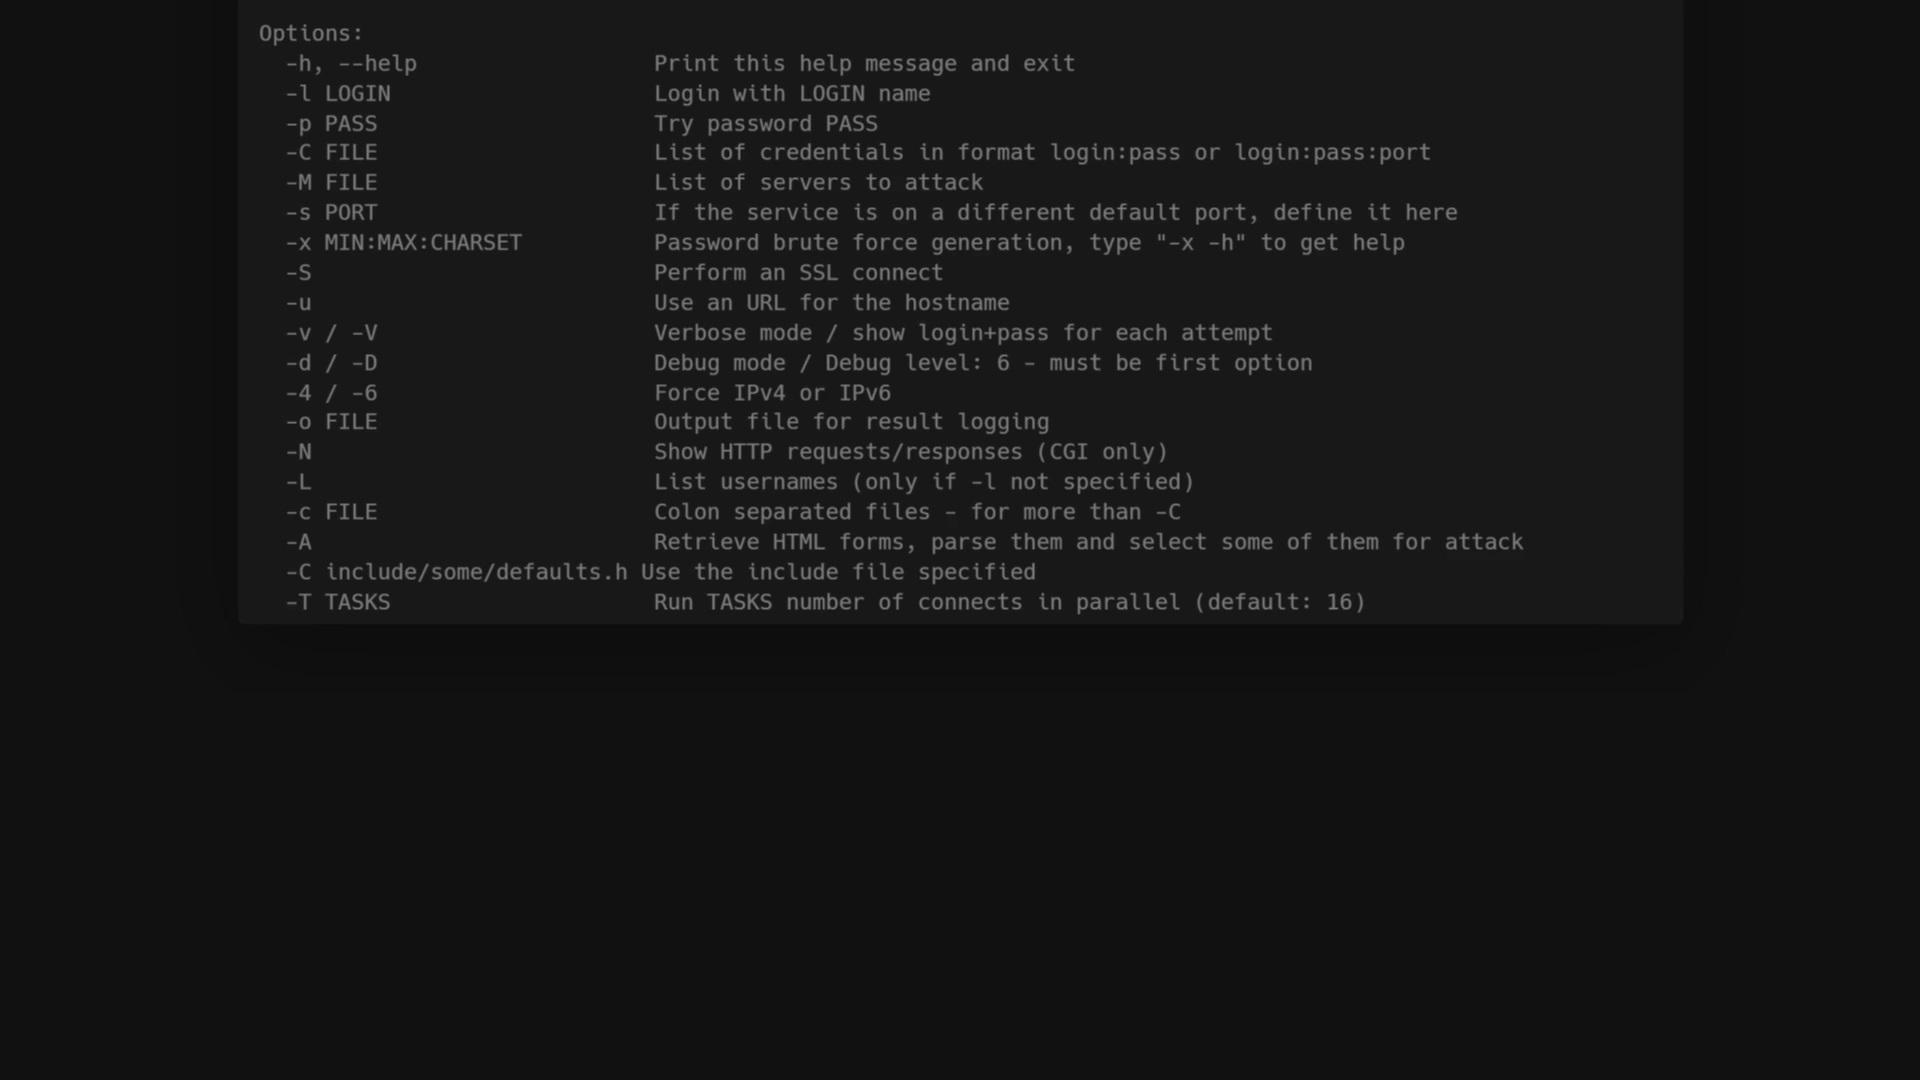 Options:
-h, --help Print this help message and exit
-l LOGIN Login with LOGIN name
-p PASS Try password PASS
-C FILE List of credentials in format login:pass or login:pass:port
-M FILE List of servers to attack
-s PORT If the service is on a different default port, define it here
-x MIN:MAX:CHARSET Password brute force generation, type "-x -h" to get help
-S Perform an SSL connect
-u Use an URL for the hostname
-v / -V Verbose mode / show login+pass for each attempt
-d / -D Debug mode / Debug level: 6 - must be first option
-4 / -6 Force IPv4 or IPv6
-o FILE Output file for result logging
-N Show HTTP requests/responses (CGI only)
-L List usernames (only if -l not specified)
-c FILE Colon separated files - for more than -C
-A Retrieve HTML forms, parse them and select some of them for attack
-C include/some/defaults.h Use the include file specified
-T TASKS Run TASKS number of connects in parallel (default: 16)